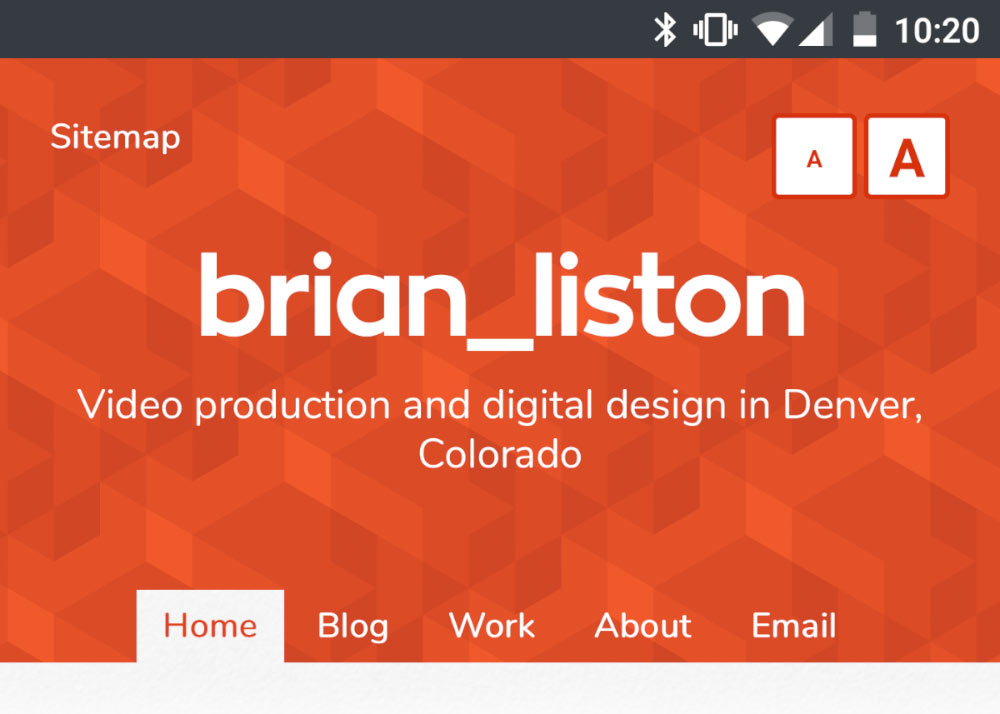 10:20
Sitemap
A A
brian_liston
Video production and digital design in Denver,
Colorado
Home Blog Work About Email